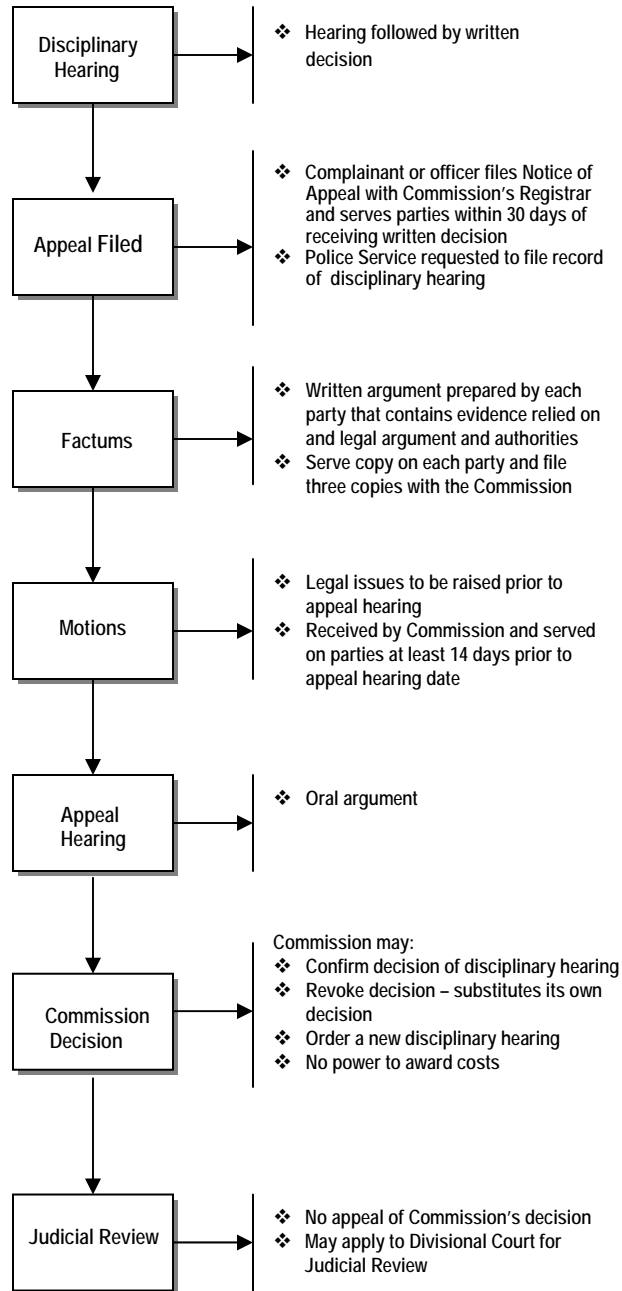 Disciplinary
Hearing
❖ Hearing followed by written
decision
Appeal Filed
❖ Complainant or officer files Notice of
Appeal with Commission's Registrar
and serves parties within 30 days of
receiving written decision
❖ Police Service requested to file record
of disciplinary hearing
Factums
❖ Written argument prepared by each
party that contains evidence relied on
and legal argument and authorities
❖ Serve copy on each party and file
three copies with the Commission
Motions
❖ Legal issues to be raised prior to
appeal hearing
❖ Received by Commission and served
on parties at least 14 days prior to
appeal hearing date
Appeal
Hearing
❖ Oral argument
Commission
Decision
Commission may:
❖ Confirm decision of disciplinary hearing
❖ Revoke decision – substitutes its own
decision
❖ Order a new disciplinary hearing
❖ No power to award costs
Judicial Review
❖ No appeal of Commission's decision
❖ May apply to Divisional Court for
Judicial Review